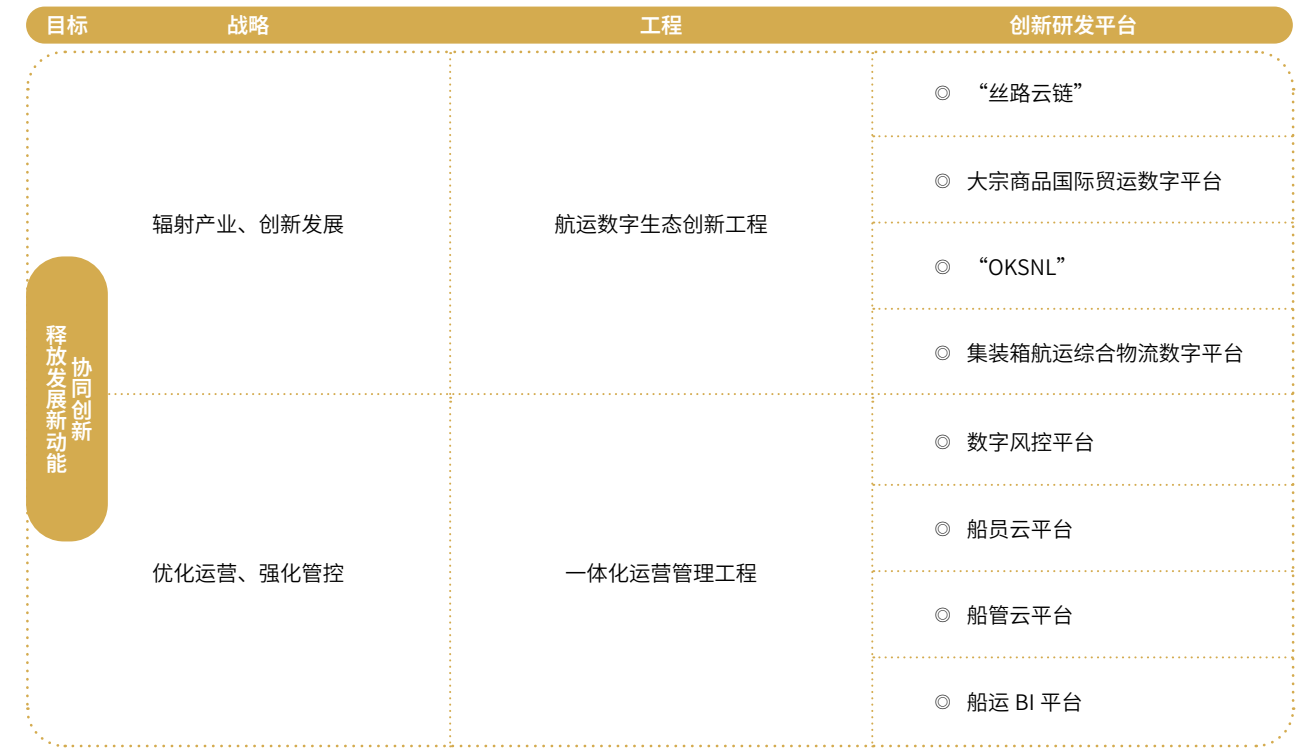 目标 战略 工程 创新研发平台
协同创新
释放发展新动能
辐射产业、创新发展
航运数字生态创新工程
◎ “丝路云链”
◎ 大宗商品国际贸运数字平台
◎ “OKSNL”
◎ 集装箱航运综合物流数字平台
优化运营、强化管控
一体化运营管理工程
◎ 数字风控平台
◎ 船员云平台
◎ 船管云平台
◎ 船运 BI 平台